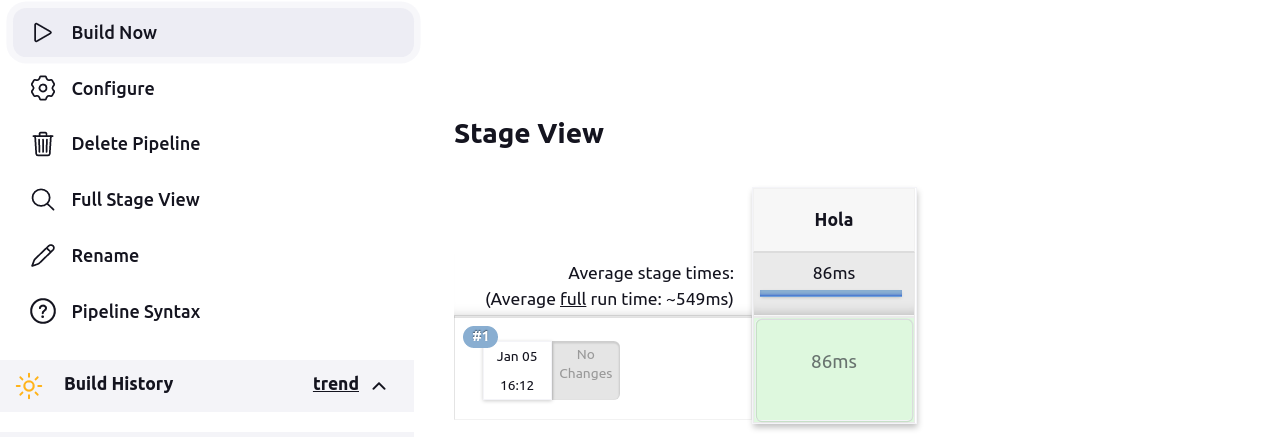 Build Now
Configure
Delete Pipeline
Full Stage View
Rename
Pipeline Syntax
Build History trend
Stage View
Hola
Average stage times:
(Average full run time: ~549ms)
86ms
#1
Jan 05
16:12
No
Changes
86ms